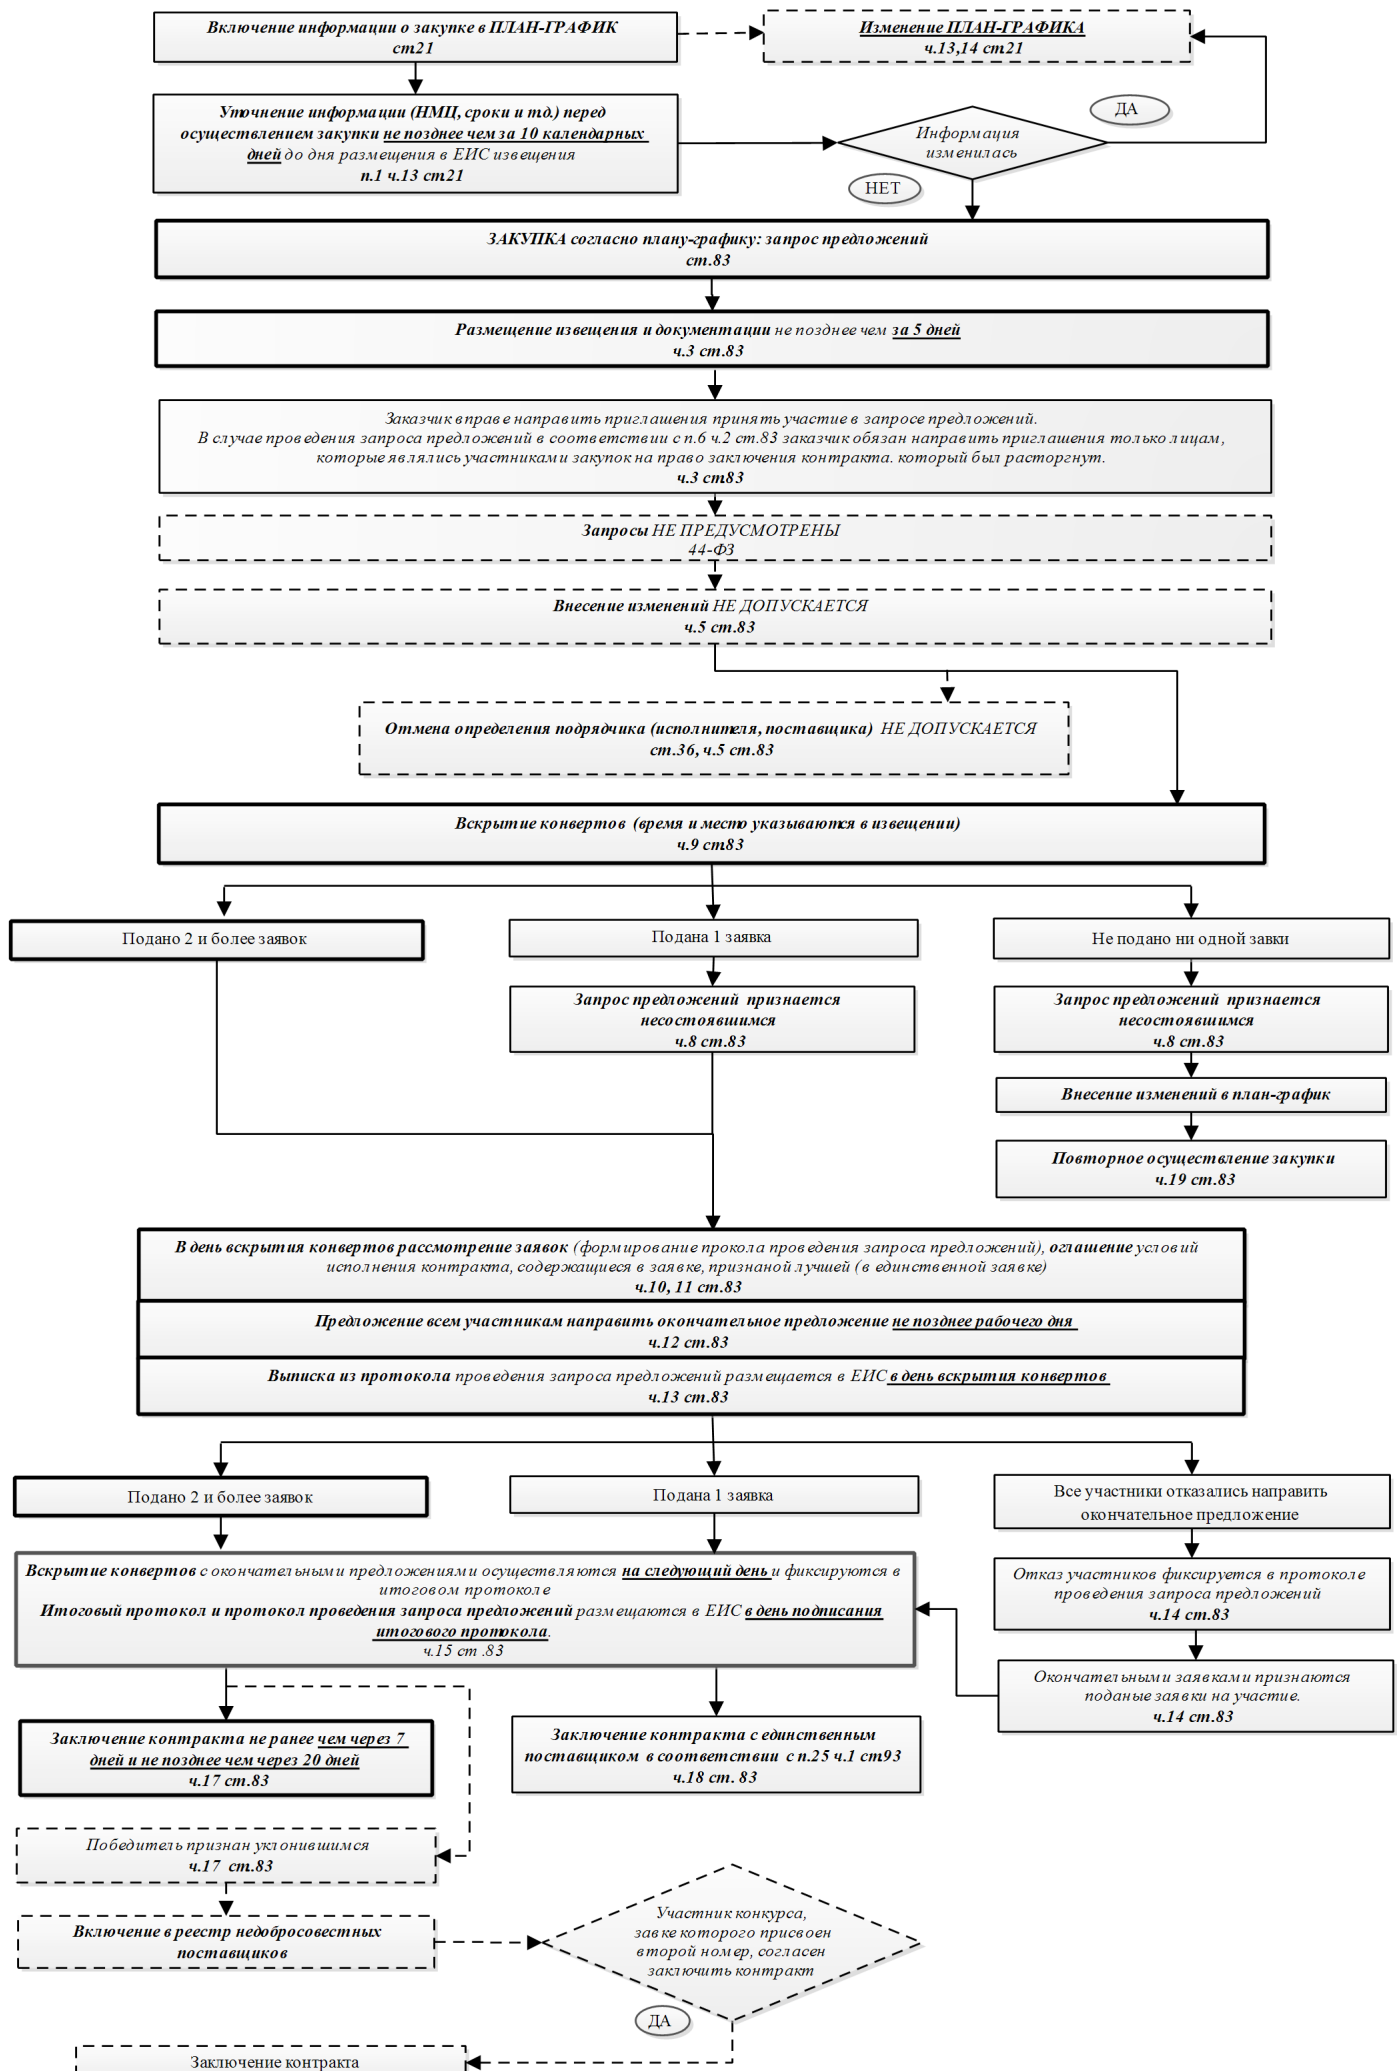 Включение информации о закупке в ПЛАН-ГРАФИК
ст.21
Изменение ПЛАН-ГРАФИКА
ч.13,14 ст.21
Уточнение информации (НМЦ, сроки и т.д.) перед
осуществлением закупки не позднее чем за 10 календарных
дней до дня размещения в ЕИС извещения
п.1 ч.13 ст.21
Информация
изменилась
ДА
НЕТ
ЗАКУПКА согласно плану-графику: запрос предложений
ст.83
Размещение извещения и документации не позднее чем за 5 дней
ч.3 ст.83
Заказчик вправе направить приглашения принять участие в запросе предложений.
В случае проведения запроса предложений в соответствии с п.6 ч.2 ст.83 заказчик обязан направить приглашения только лицам,
которые являлись участниками закупок на право заключения контракта. который был расторгнут.
ч.3 ст.83
Запросы НЕ ПРЕДУСМОТРЕНЫ
44-ФЗ
Внесение изменений НЕ ДОПУСКАЕТСЯ
ч.5 ст.83
Отмена определения подрядчика (исполнителя, поставщика) НЕ ДОПУСКАЕТСЯ
ст.36, ч.5 ст.83
Вскрытие конвертов (время и место указываются в извещении)
ч.9 ст.83
Подано 2 и более заявок
Подана 1 заявка
Не подано ни одной завки
Запрос предложений признается
несостоявшимся
ч.8 ст.83
Запрос предложений признается
несостоявшимся
ч.8 ст.83
Внесение изменений в план-график
Повторное осуществление закупки
ч.19 ст.83
В день вскрытия конвертов рассмотрение заявок (формирование прокола проведения запроса предложений), оглашение условий
исполнения контракта, содержащиеся в заявке, признаной лучшей (в единственной заявке)
ч.10, 11 ст.83
Предложение всем участникам направить окончательное предложение не позднее рабочего дня
ч.12 ст.83
Выписка из протокола проведения запроса предложений размещается в ЕИС в день вскрытия конвертов
ч.13 ст.83
Подано 2 и более заявок
Подана 1 заявка
Все участники отказались направить
окончательное предложение
Вскрытие конвертов с окончательными предложениями осуществляются на следующий день и фиксируются в
итоговом протоколе
Итоговый протокол и протокол проведения запроса предложений размещаются в ЕИС в день подписания
итогового протокола.
ч.15 ст .83
Отказ участников фиксируется в протоколе
проведения запроса предложений
ч.14 ст.83
Окончательными заявками признаются
поданые заявки на участие.
ч.14 ст.83
Заключение контракта не ранее чем через 7
дней и не позднее чем через 20 дней
ч.17 ст.83
Заключение контракта с единственным
поставщиком в соответствии с п.25 ч.1 ст.93
ч.18 ст. 83
Победитель признан уклонившимся
ч.17 ст.83
Включение в реестр недобросовестных
поставщиков
Участник конкурса,
завке которого присвоен
второй номер, согласен
заключить контракт
ДА
Заключение контракта